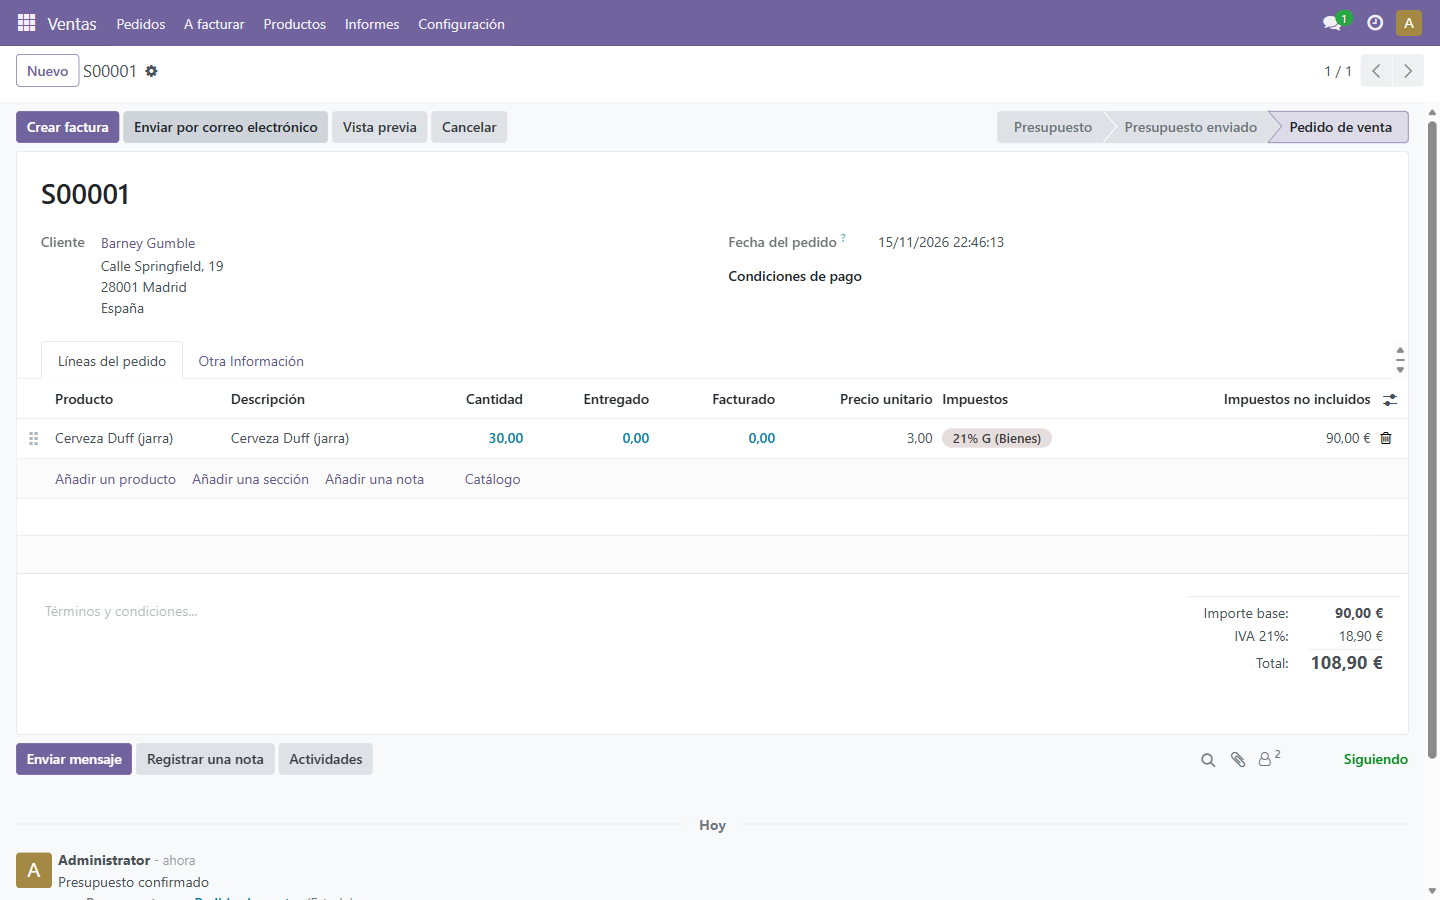 Ventas Pedidos A facturar Productos Informes Configuración 1 A
Nuevo S00001 1 / 1
Crear factura Enviar por correo electrónico Vista previa Cancelar Presupuesto Presupuesto enviado Pedido de venta
S00001
Cliente Barney Gumble Fecha del pedido ? 15/11/2026 22:46:13
Calle Springfield, 19 Condiciones de pago
28001 Madrid
España
Líneas del pedido Otra Información
Producto Descripción Cantidad Entregado Facturado Precio unitario Impuestos Impuestos no incluidos
Cerveza Duff (jarra) Cerveza Duff (jarra) 30,00 0,00 0,00 3,00 21% G (Bienes) 90,00 €
Añadir un producto Añadir una sección Añadir una nota Catálogo
Términos y condiciones... Importe base: 90,00 €
IVA 21%: 18,90 €
Total: 108,90 €
Enviar mensaje Registrar una nota Actividades 2 Siguiendo
Hoy
A Administrator - ahora
Presupuesto confirmado